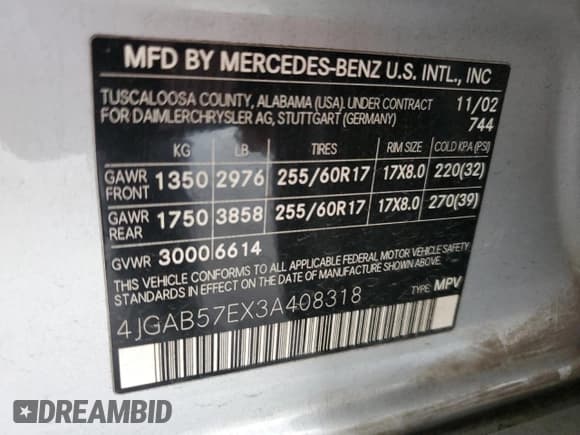 MFD BY MERCEDES-BENZ U.S. INTL., INC
TUSCALOOSA COUNTY, ALABAMA (USA). UNDER CONTRACT 11/02
FOR DAIMLERCHRYSLER AG, STUTTGART (GERMANY) 744
KG LB TIRES RIM SIZE COLD KPA (PSI)
GAWR FRONT 1350 2976 255/60R17 17X8.0 220(32)
GAWR REAR 1750 3858 255/60R17 17X8.0 270(39)
GVWR 3000 6614
THIS VEHICLE CONFORMS TO ALL APPLICABLE FEDERAL MOTOR VEHICLE SAFETY
STANDARDS IN EFFECT ON THE DATE OF MANUFACTURE SHOWN ABOVE.
4JGAB57EX3A408318 TYPE: MPV
DREAMBID
DREAMBID